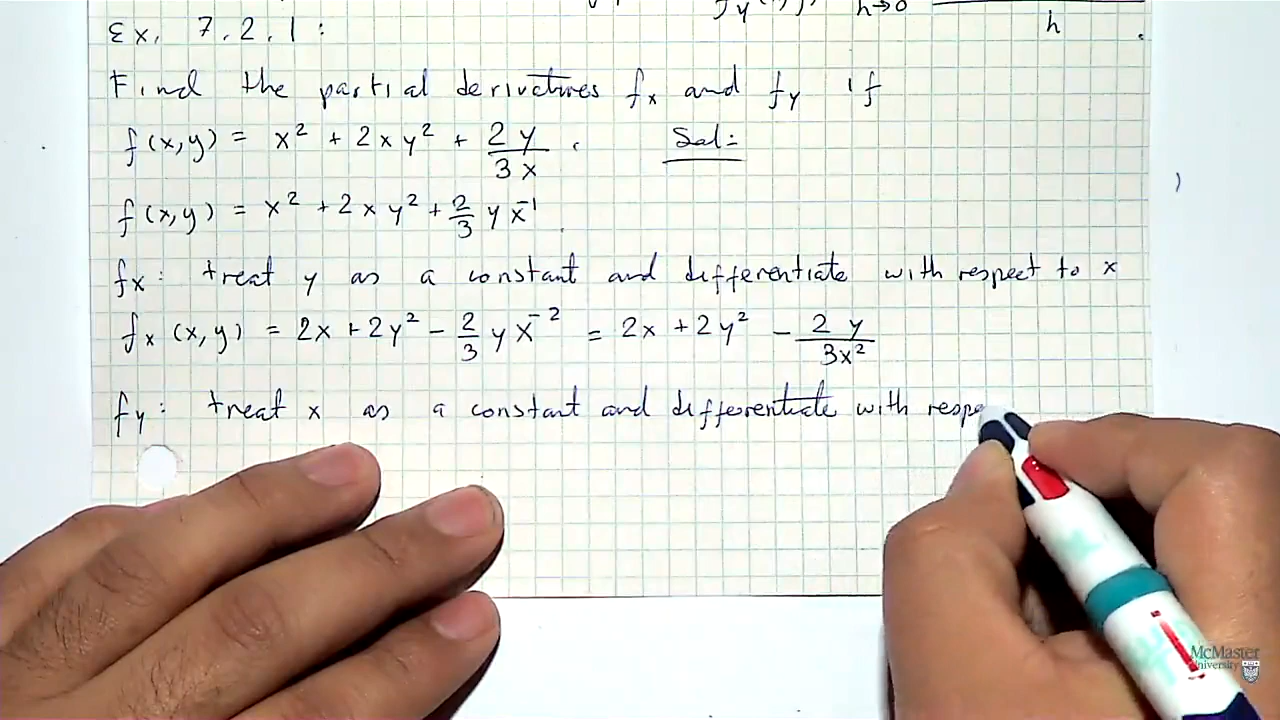 h→0
h
Ex. 7.2.1:
Find the partial derivatives fx and fy if
f(x,y) = x² + 2xy² + 2y/3x. Sol:
f(x,y) = x² + 2xy² + 2/3 y x⁻¹
fx: treat y as a constant and differentiate with respect to x
fx(x,y) = 2x + 2y² - 2/3 y x⁻² = 2x + 2y² - 2y/3x²
fy: treat x as a constant and differentiate with respe
McMaster
University